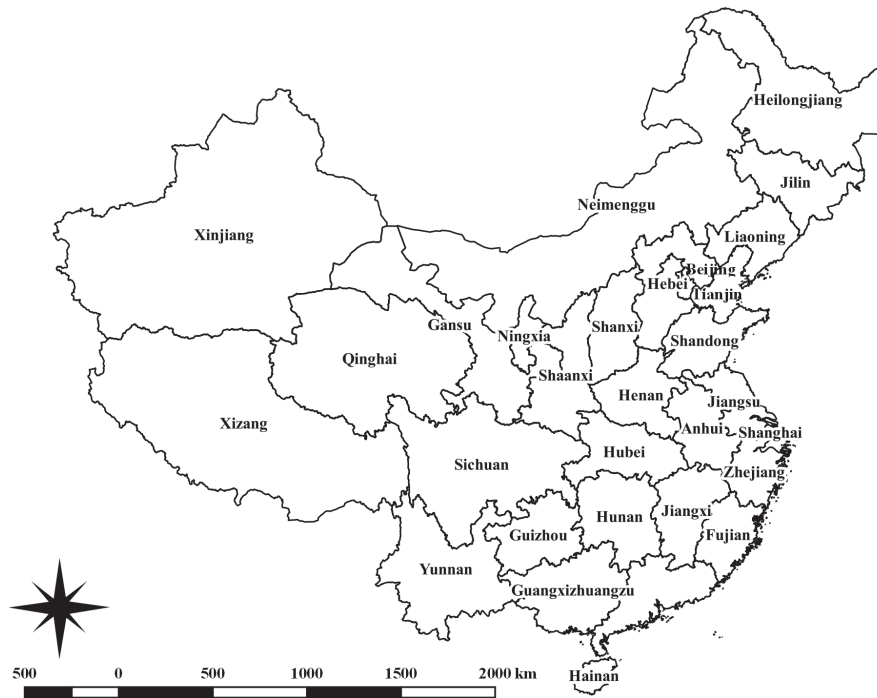 Heilongjiang
Jilin
Neimenggu
Xinjiang
Liaoning
Beijing
Hebei
Tianjin
Gansu
Ningxia
Shanxi
Shandong
Qinghai
Shaanxi
Henan
Jiangsu
Xizang
Anhui
Shanghai
Hubei
Sichuan
Zhejiang
Hunan
Jiangxi
Guizhou
Fujian
Yunnan
Guangxizhuangzu
Hainan
500 0 500 1000 1500 2000 km